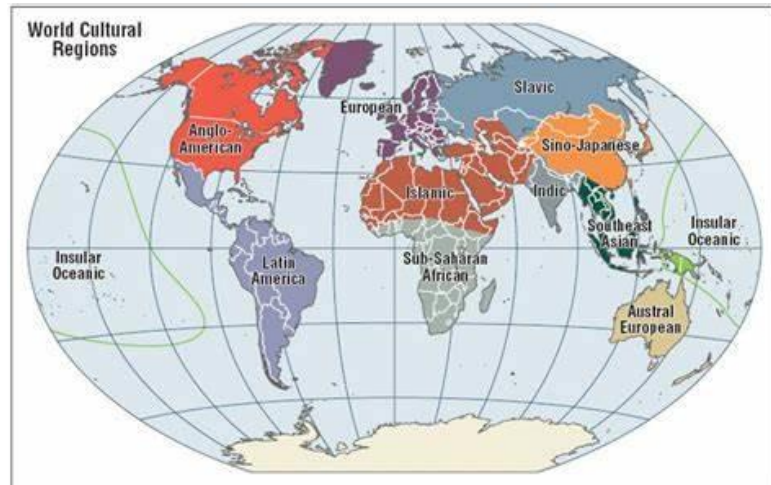 World Cultural
Regions
Slavic
European
Anglo-
American
Sino-Japanese
Islamic
Indic
Southeast
Asian
Insular
Oceanic
Insular
Oceanic
Latin
America
Sub-Saharan
African
Austral
European